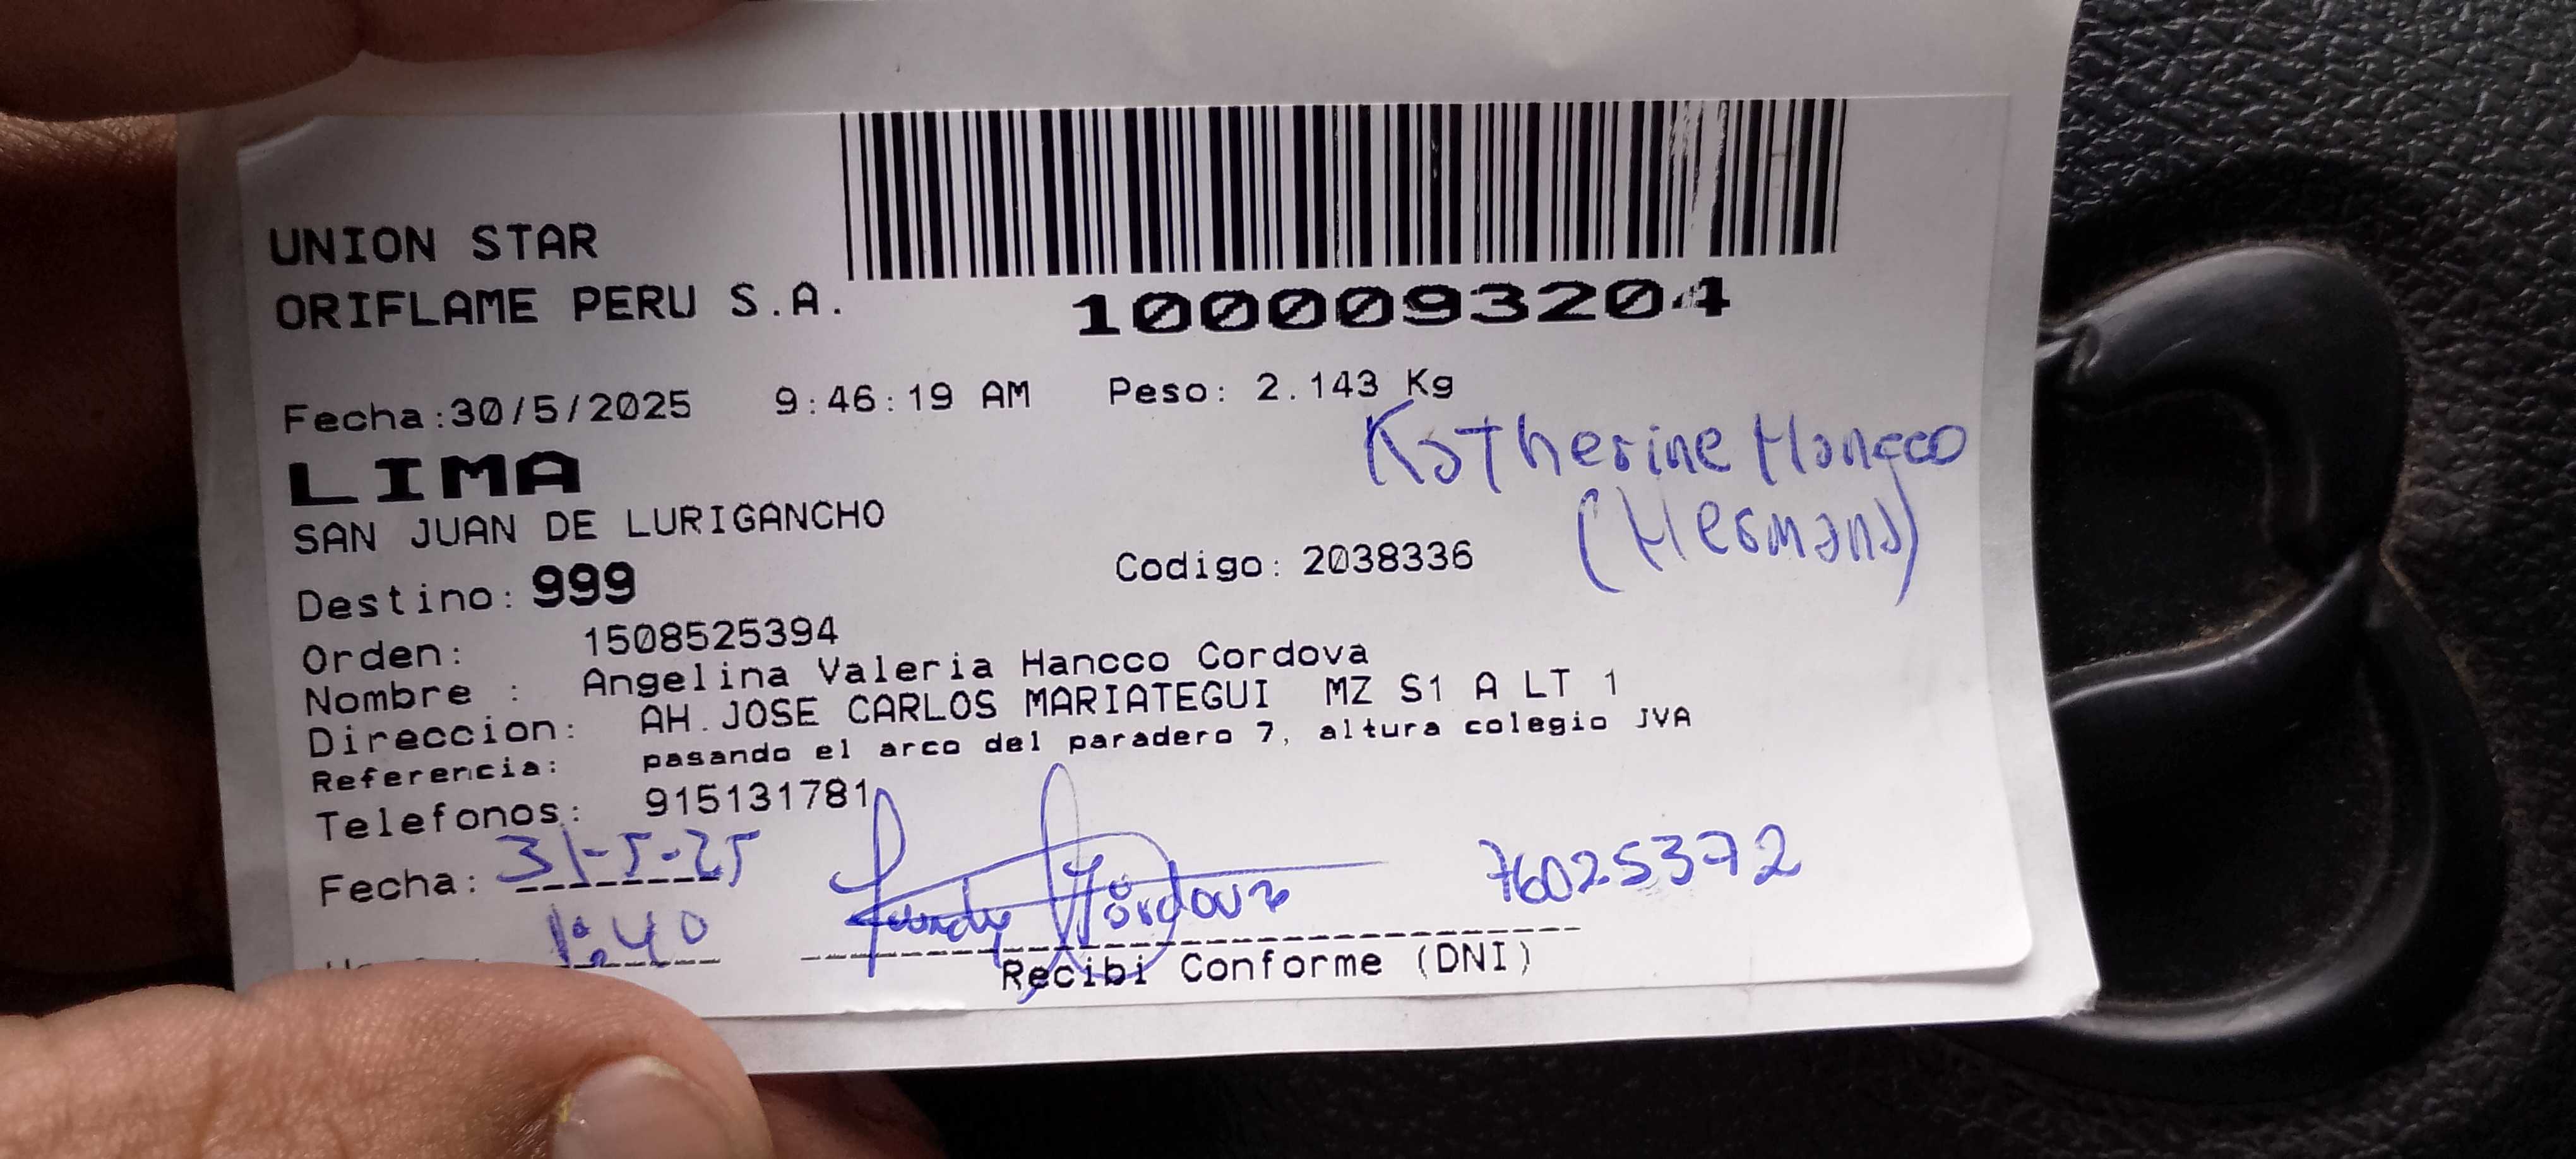 UNION STAR
ORIFLAME PERU S.A.
1000093204
Fecha:30/5/2025 9:46:19 AM Peso: 2.143 Kg
Katherine Hancco
(Hermana)
LIMA
SAN JUAN DE LURIGANCHO
Destino: 999 Codigo: 2038336
Orden: 1508525394
Nombre : Angelina Valeria Hancco Cordova
Direccion: AH.JOSE CARLOS MARIATEGUI MZ S1 A LT 1
Referencia: pasando el arco del paradero 7, altura colegio JVA
Telefonos: 915131781
Fecha: 31-5-25
76025372
1:40
Recibi Conforme (DNI)